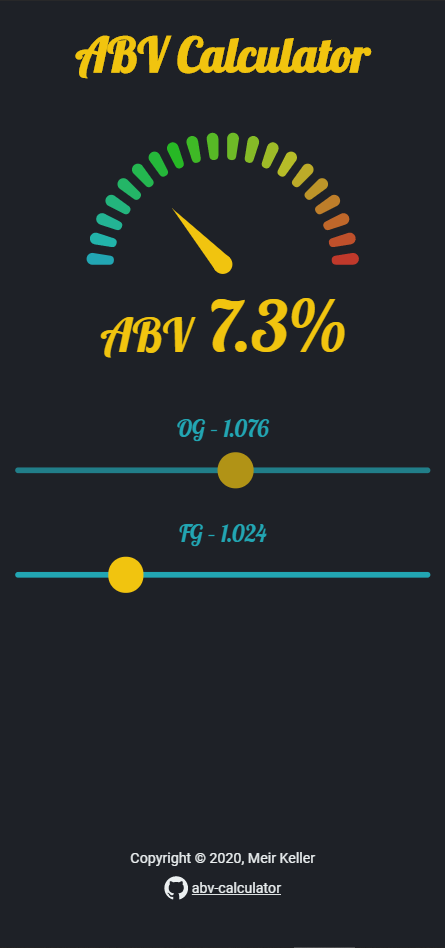 ABV Calculator
ABV 7.3%
OG - 1.076
FG - 1.024
Copyright © 2020, Meir Keller
abv-calculator